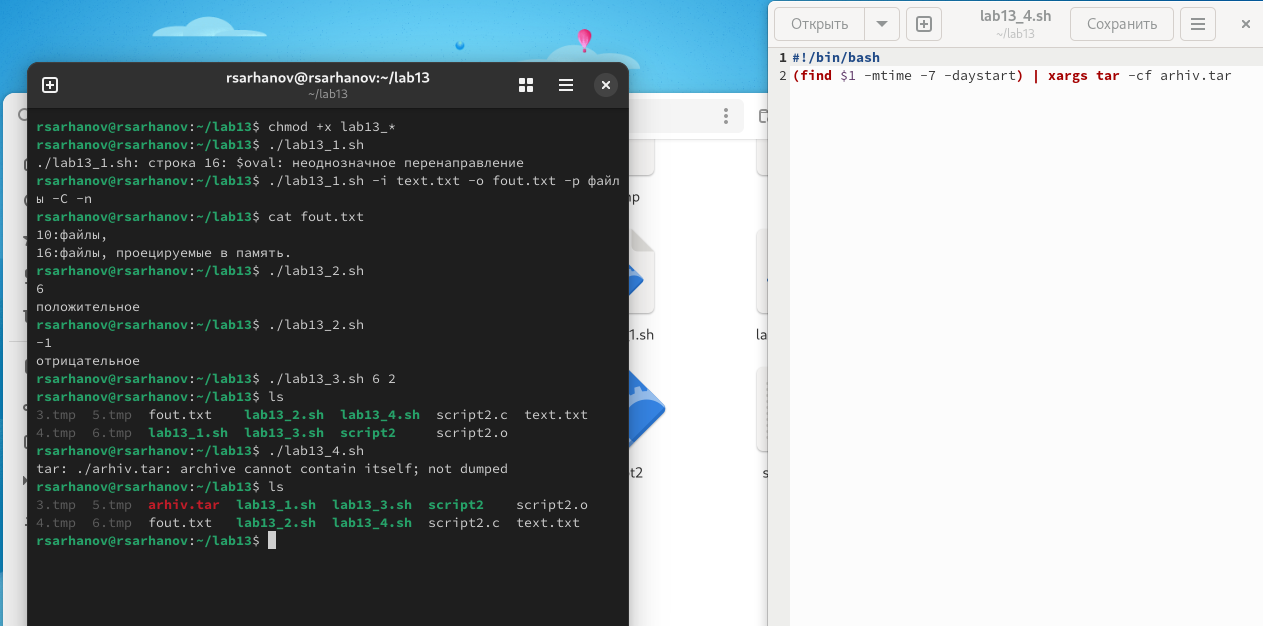 rsarhanov@rsarhanov:~/lab13
~/lab13
rsarhanov@rsarhanov:~/lab13$ chmod +x lab13_*
rsarhanov@rsarhanov:~/lab13$ ./lab13_1.sh
./lab13_1.sh: строка 16: $oval: неоднозначное перенаправление
rsarhanov@rsarhanov:~/lab13$ ./lab13_1.sh -i text.txt -o fout.txt -p файл
ы -C -n
rsarhanov@rsarhanov:~/lab13$ cat fout.txt
10:файлы,
16:файлы, проецируемые в память.
rsarhanov@rsarhanov:~/lab13$ ./lab13_2.sh
6
положительное
rsarhanov@rsarhanov:~/lab13$ ./lab13_2.sh
-1
отрицательное
rsarhanov@rsarhanov:~/lab13$ ./lab13_3.sh 6 2
rsarhanov@rsarhanov:~/lab13$ ls
3.tmp 5.tmp fout.txt lab13_2.sh lab13_4.sh script2.c text.txt
4.tmp 6.tmp lab13_1.sh lab13_3.sh script2 script2.o
rsarhanov@rsarhanov:~/lab13$ ./lab13_4.sh
tar: ./arhiv.tar: archive cannot contain itself; not dumped
rsarhanov@rsarhanov:~/lab13$ ls
3.tmp 5.tmp arhiv.tar lab13_1.sh lab13_3.sh script2 script2.o
4.tmp 6.tmp fout.txt lab13_2.sh lab13_4.sh script2.c text.txt
rsarhanov@rsarhanov:~/lab13$
1.sh
t2
Открыть
lab13_4.sh
~/lab13
Сохранить
1 #!/bin/bash
2 (find $1 -mtime -7 -daystart) | xargs tar -cf arhiv.tar